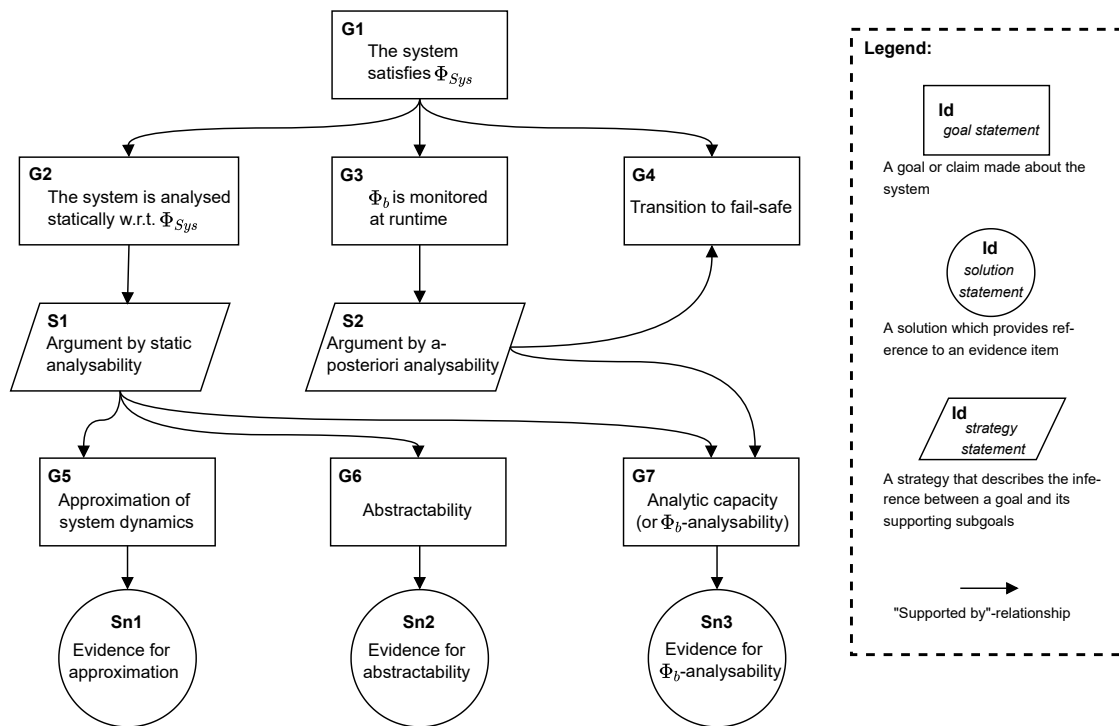 G1
The system
satisfies Φ_Sys
G2
The system is analysed
statically w.r.t. Φ_Sys
G3
Φ_b is monitored
at runtime
G4
Transition to fail-safe
S1
Argument by static
analysability
S2
Argument by a-
posteriori analysability
G5
Approximation of
system dynamics
G6
Abstractability
G7
Analytic capacity
(or Φ_b-analysability)
Sn1
Evidence for
approximation
Sn2
Evidence for
abstractability
Sn3
Evidence for
Φ_b-analysability
Legend:
Id
goal statement
A goal or claim made about the
system
Id
solution
statement
A solution which provides ref-
erence to an evidence item
Id
strategy
statement
A strategy that describes the infe-
rence between a goal and its
supporting subgoals
"Supported by"-relationship